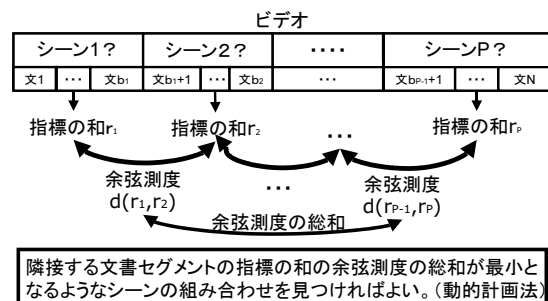 ビデオ
シーン1? シーン2? ・・・・ シーンP?
文1 ・・・ 文b₁ 文b₁+1 ・・・ 文b₂ ・・・ 文bP-1+1 ・・・ 文N
指標の和r₁ 指標の和r₂ ・・・ 指標の和rP
余弦測度 ・・・ 余弦測度
d(r₁,r₂) d(rP-1,rP)
余弦測度の総和
隣接する文書セグメントの指標の和の余弦測度の総和が最小と
なるようなシーンの組み合わせを見つければよい。(動的計画法)